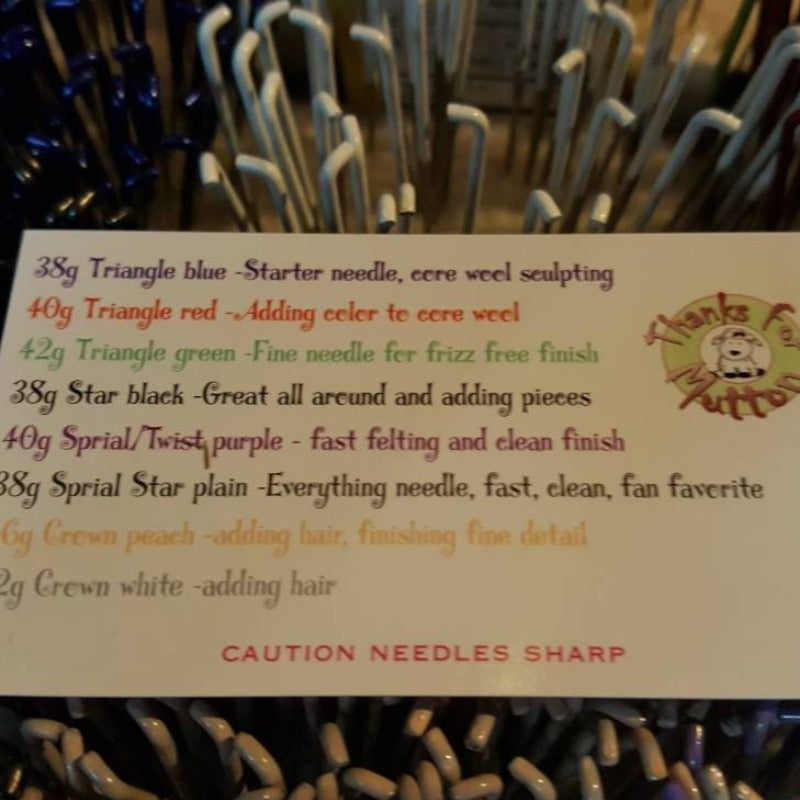 38g Triangle blue -Starter needle, core wool sculpting
40g Triangle red -Adding color to core wool
42g Triangle green -Fine needle for frizz free finish
38g Star black -Great all around and adding pieces
40g Sprial/Twist purple - fast felting and clean finish
38g Sprial Star plain -Everything needle, fast, clean, fan favorite
6g Crown peach -adding hair, finishing fine detail
2g Crown white -adding hair
CAUTION NEEDLES SHARP
Thanks For
Mutton